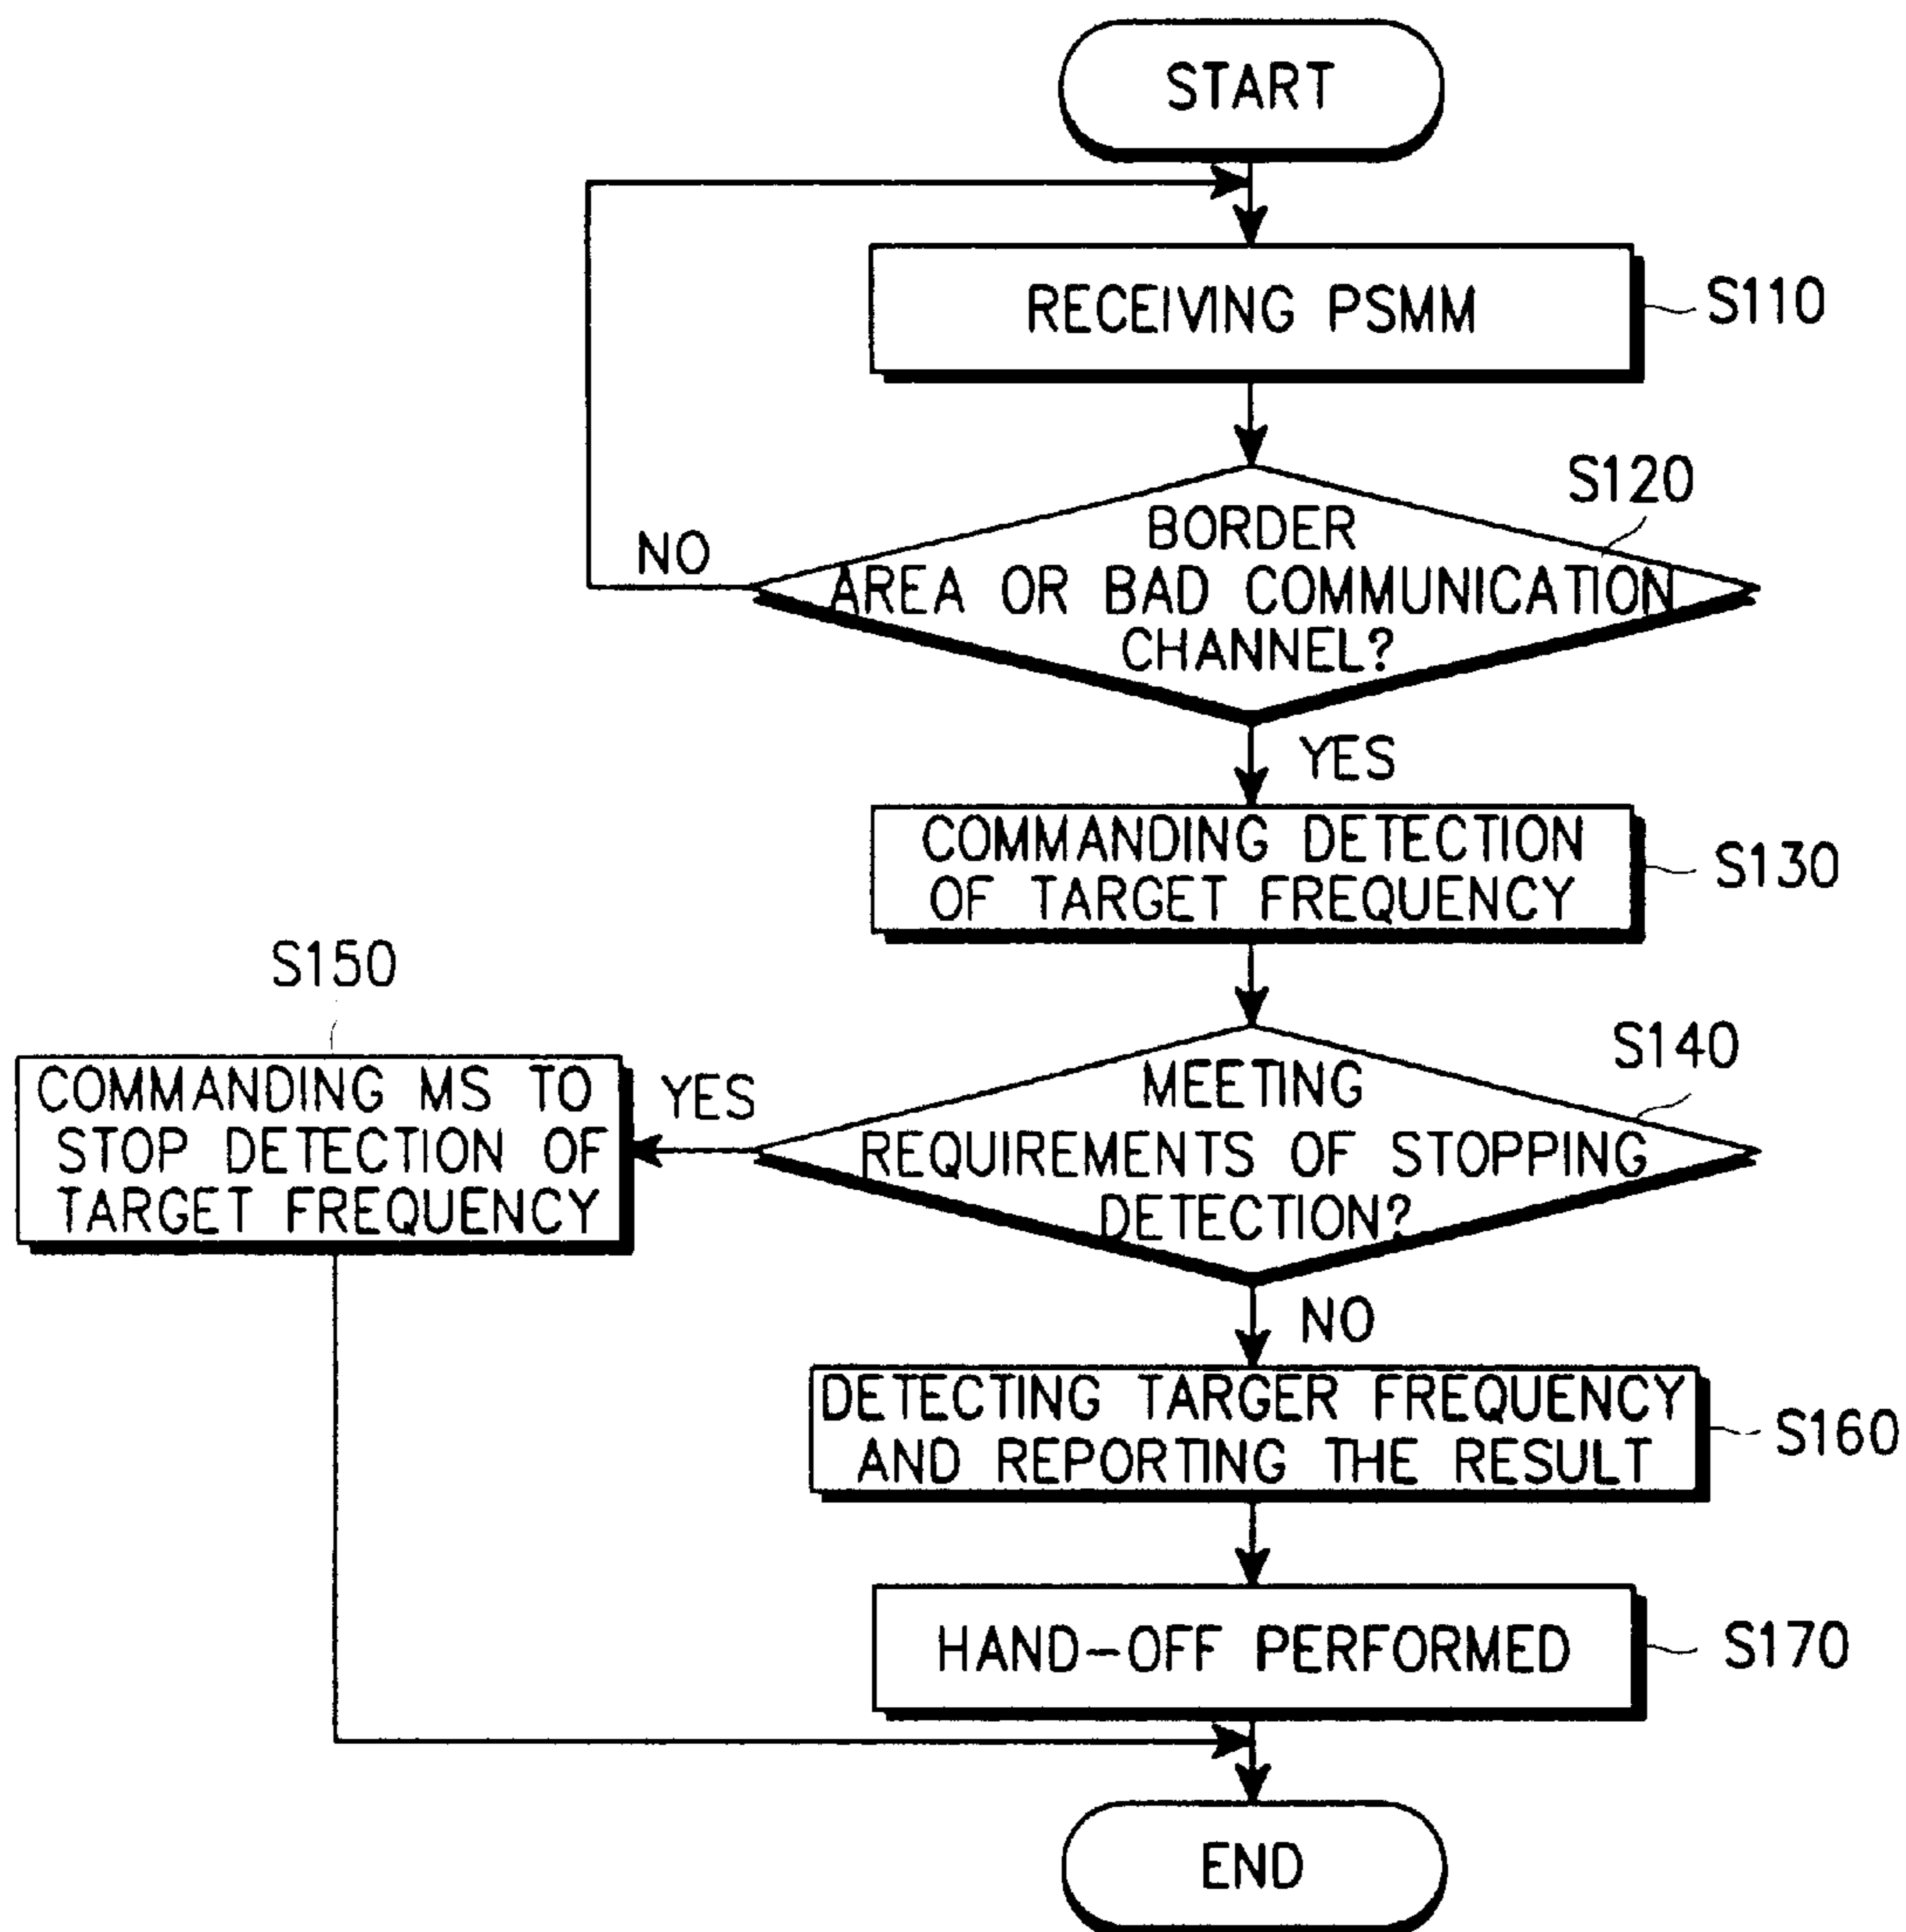 START
RECEIVING PSMM
S110
S120
BORDER
AREA OR BAD COMMUNICATION
CHANNEL?
NO
YES
COMMANDING DETECTION
OF TARGET FREQUENCY
S130
S140
MEETING
REQUIREMENTS OF STOPPING
DETECTION?
YES
S150
COMMANDING MS TO
STOP DETECTION OF
TARGET FREQUENCY
NO
DETECTING TARGER FREQUENCY
AND REPORTING THE RESULT
S160
HAND-OFF PERFORMED
S170
END